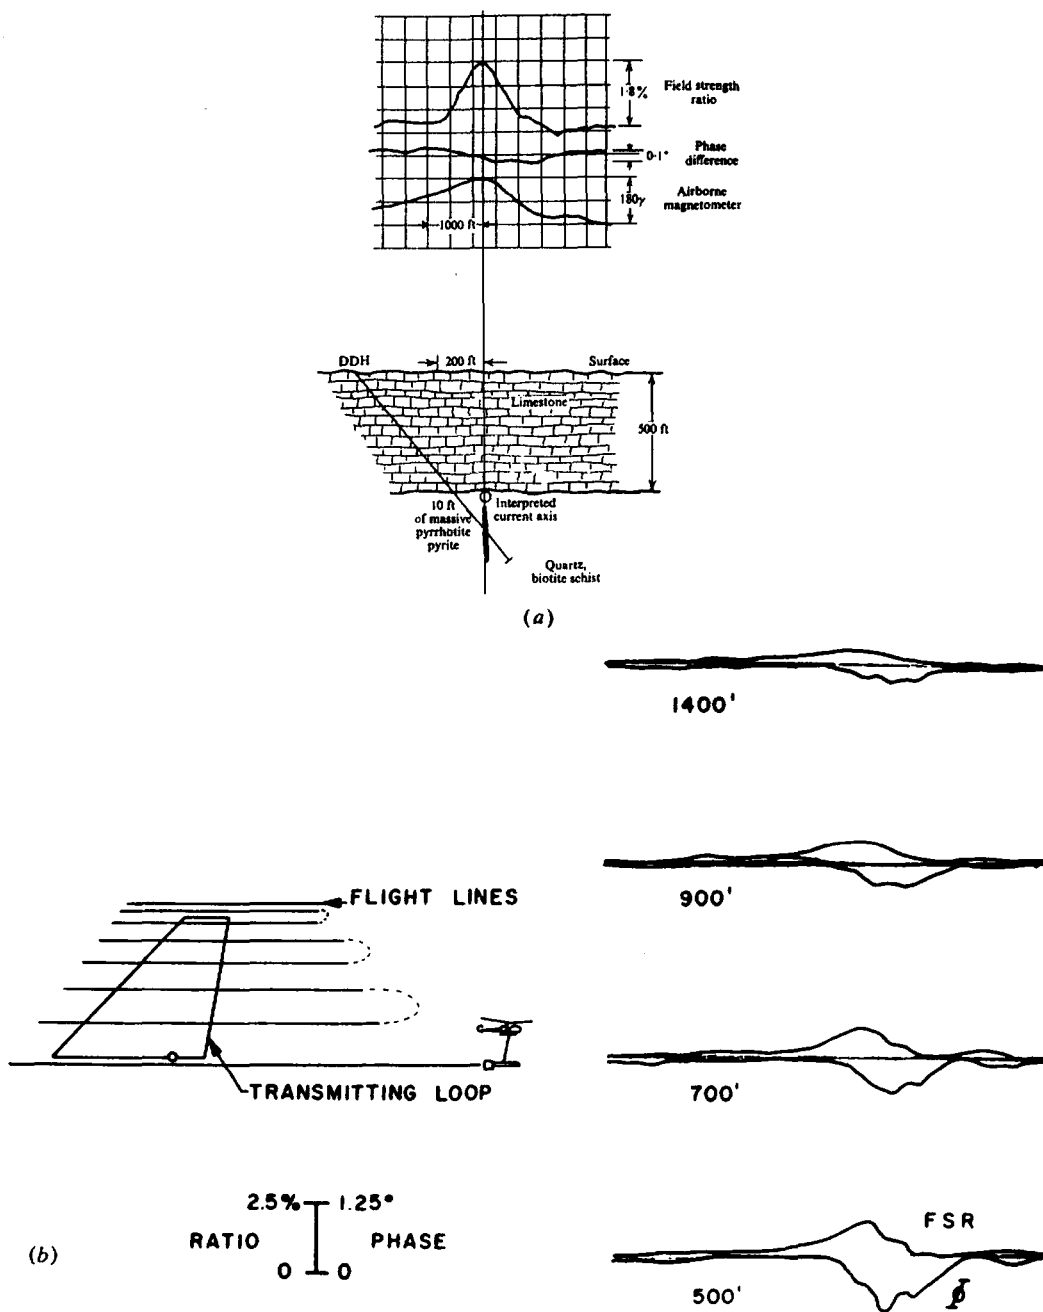 1·8%
Field strength
ratio
0·1°
Phase
difference
180γ
Airborne
magnetometer
1000 ft
DDH
200 ft
Surface
Limestone
500 ft
10 ft
of massive
pyrrhotite
pyrite
Interpreted
current axis
Quartz,
biotite schist
(a)
1400'
900'
FLIGHT LINES
700'
TRANSMITTING LOOP
2.5% 1.25°
RATIO PHASE
0 0
(b)
FSR
500'
Φ